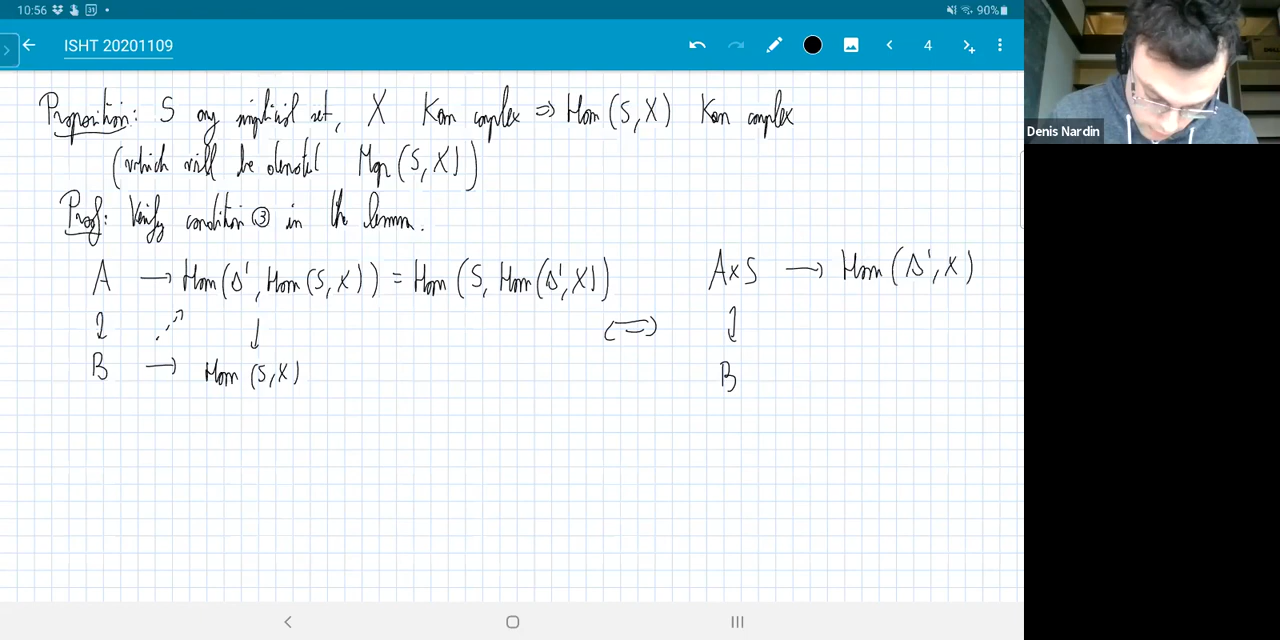 10:56
90%
ISHT 20201109
4
Denis Nardin
Proposition: S any simplicial set, X Kan complex ⇒ Hom(S,X) Kan complex
(which will be denoted Map(S,X))
Proof: Verify condition ③ in the lemma.
A → Hom(Δ¹, Hom(S,X)) = Hom(S, Hom(Δ¹,X)) A×S → Hom(Δ¹,X)
↓ ↗ ↓ ⇔ ↓
B → Hom(S,X) B